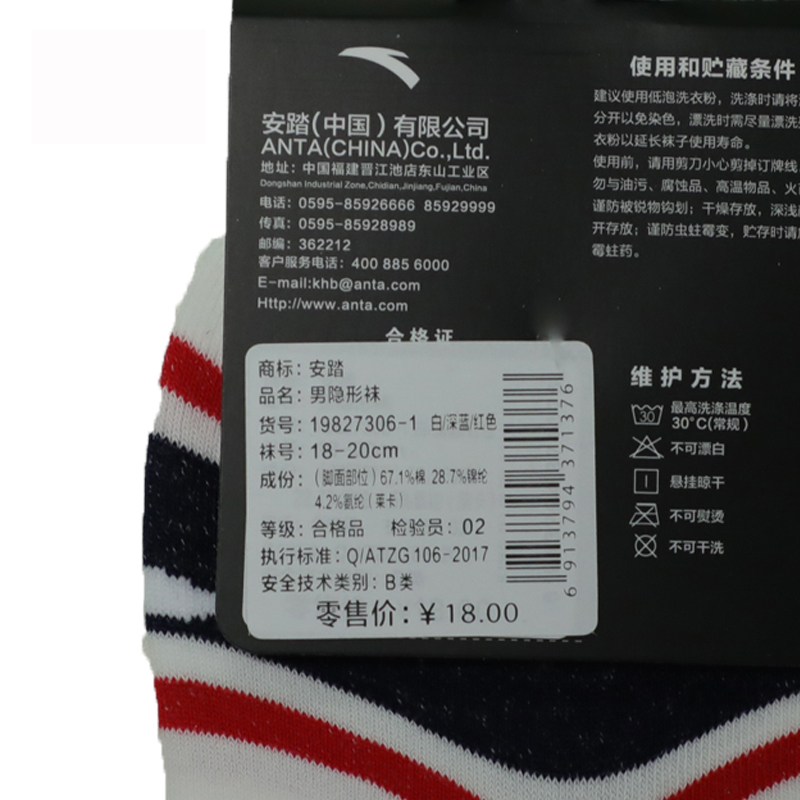 安踏(中国)有限公司
ANTA(CHINA)Co.,Ltd.
地址：中国福建晋江池店东山工业区
Dongshan Industrial Zone,Chidian,Jinjiang,Fujian,China
电话：0595-85926666 85929999
传真：0595-85928989
邮编：362212
客户服务电话：400 885 6000
E-mail:khb@anta.com
Http://www.anta.com
合格证
商标：安踏
品名：男隐形袜
货号：19827306-1 白/深蓝/红色
袜号：18-20cm
成份：（脚面部位）67.1%棉 28.7%锦纶
4.2%氨纶（莱卡）
等级：合格品 检验员：02
执行标准：Q/ATZG 106-2017
安全技术类别：B类
零售价：¥ 18.00
6 913794 371376
使用和贮藏条件
建议使用低泡洗衣粉，洗涤时请将
分开以免染色，漂洗时需尽量漂洗
衣粉以延长袜子使用寿命。
使用前，请用剪刀小心剪掉订牌线
勿与油污、腐蚀品、高温物品、火
谨防被锐物钩划；干燥存放，深浅
开存放；谨防虫蛀霉变，贮存时请
霉蛀药。
维护方法
30
最高洗涤温度
30°C(常规)
不可漂白
悬挂晾干
不可熨烫
不可干洗